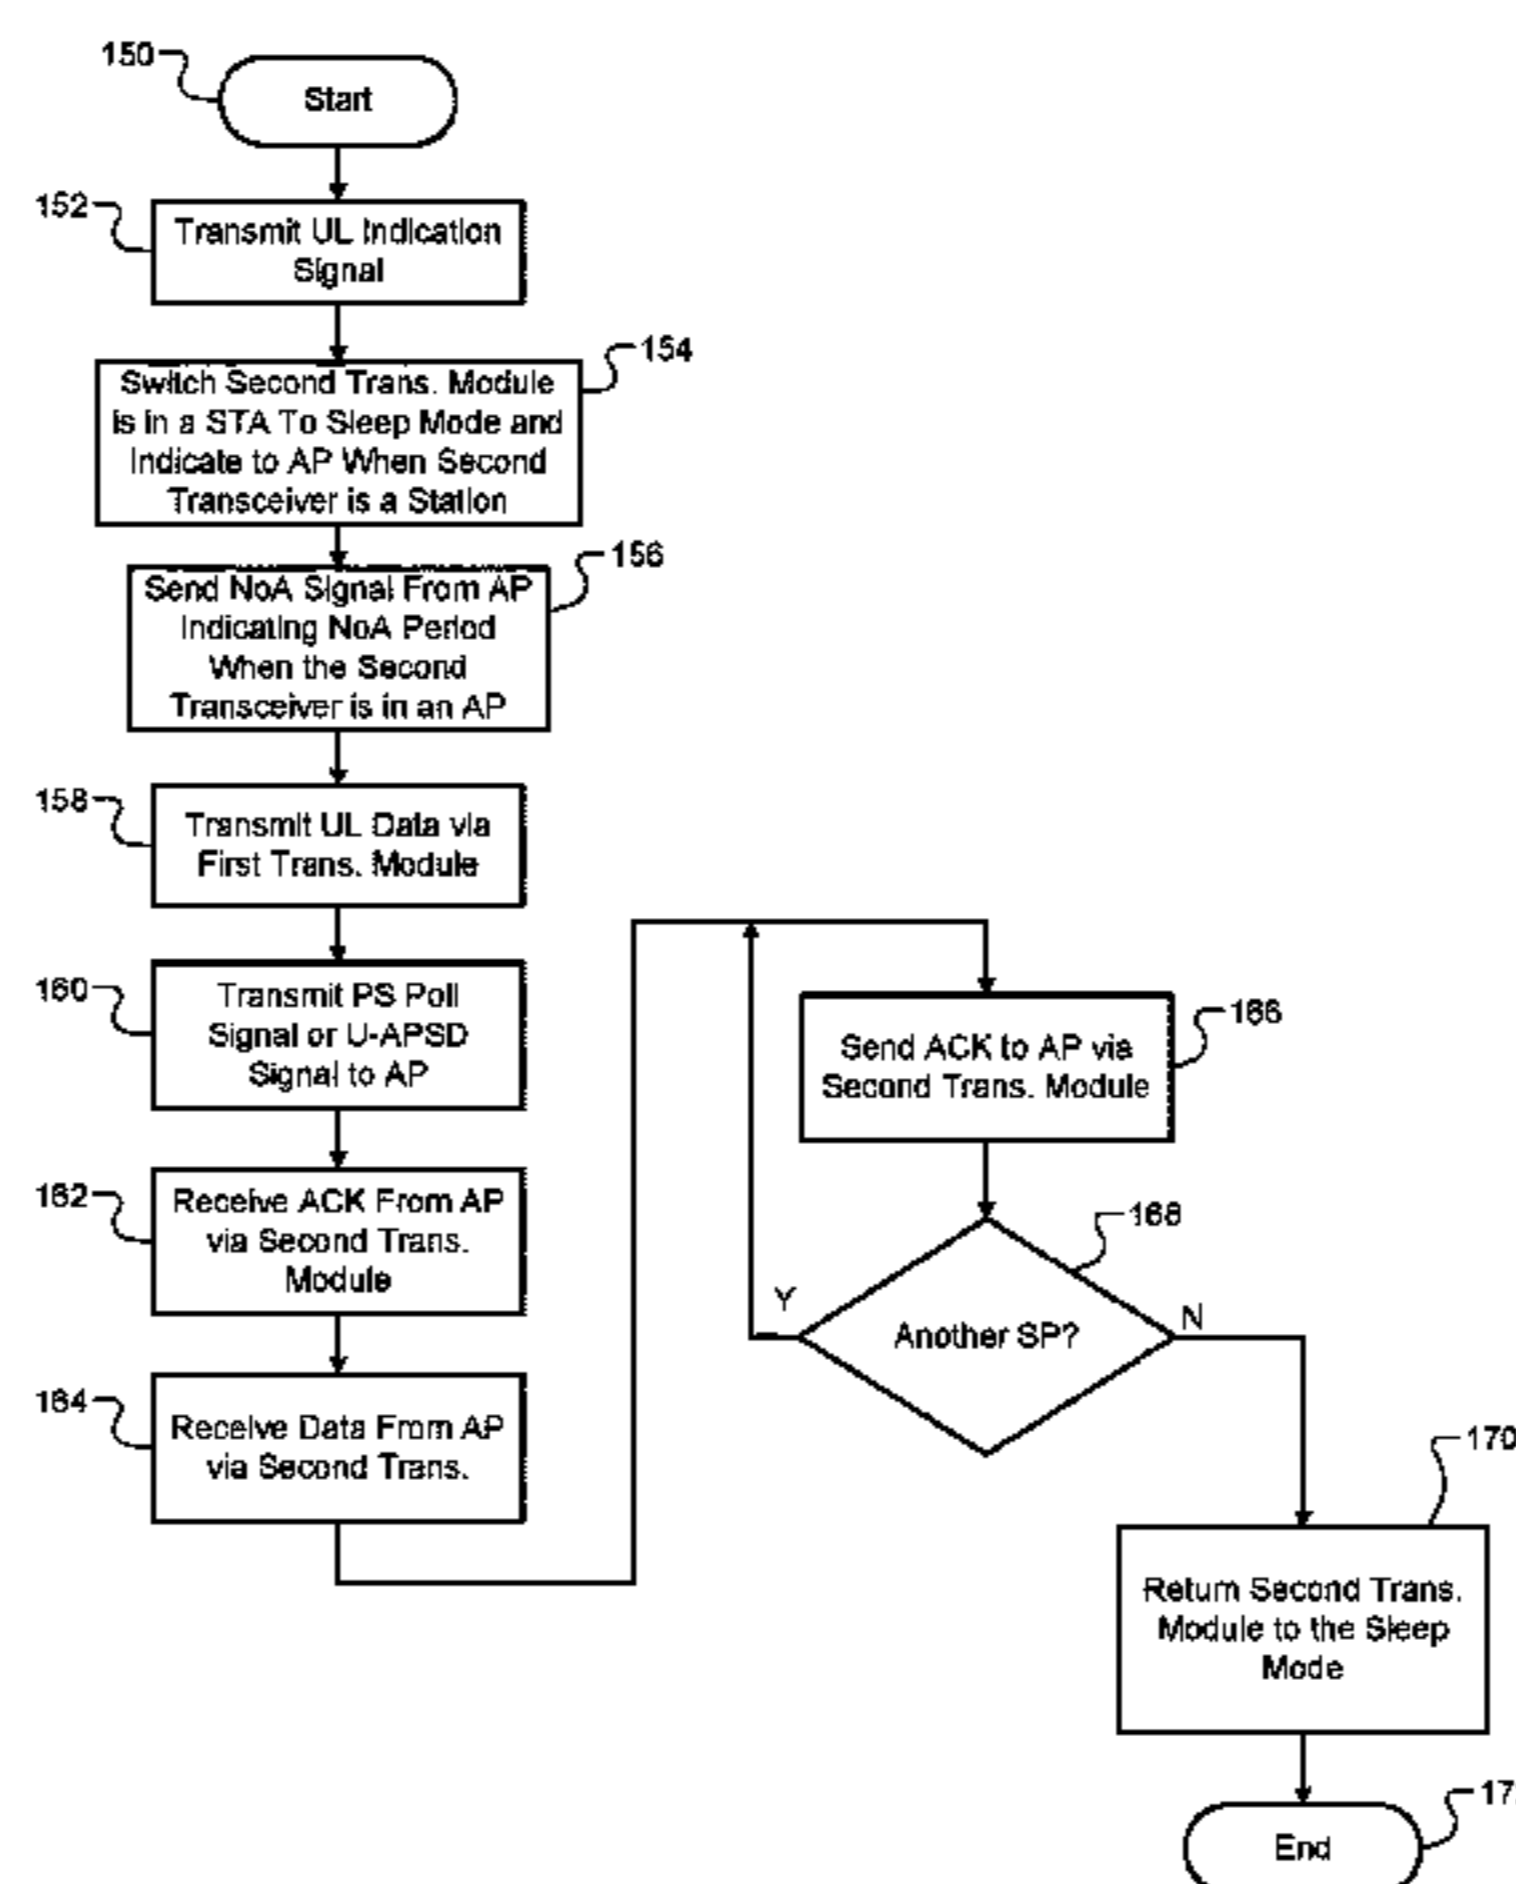 150
Start
152
Transmit UL Indication
Signal
154
Switch Second Trans. Module
is in a STA To Sleep Mode and
Indicate to AP When Second
Transceiver is a Station
156
Send NoA Signal From AP
Indicating NoA Period
When the Second
Transceiver is in an AP
158
Transmit UL Data via
First Trans. Module
160
Transmit PS Poll
Signal or U-APSD
Signal to AP
162
Receive ACK From AP
via Second Trans.
Module
164
Receive Data From AP
via Second Trans.
166
Send ACK to AP via
Second Trans. Module
168
Y
Another SP?
N
170
Return Second Trans.
Module to the Sleep
Mode
End